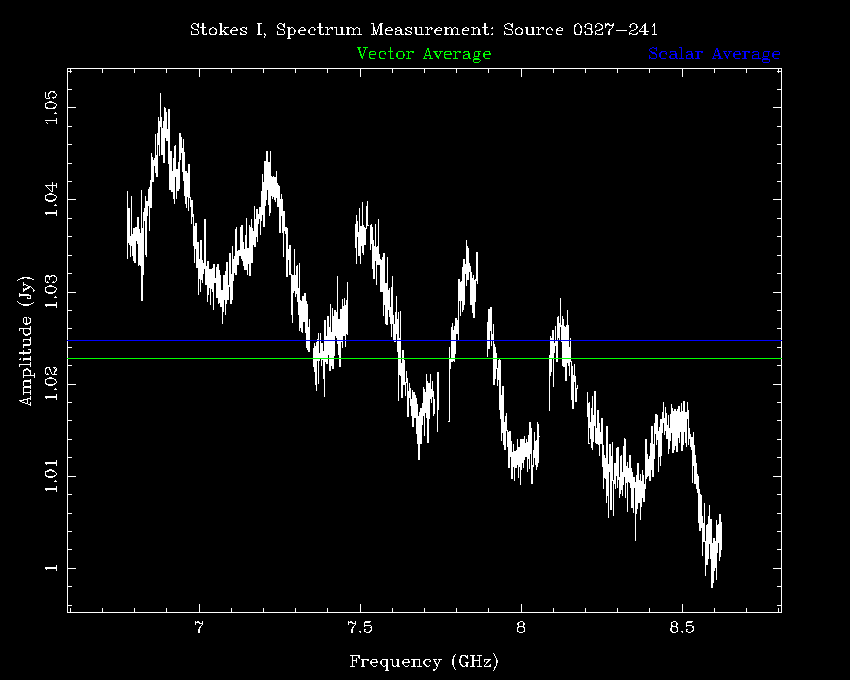 Stokes I, Spectrum Measurement: Source 0327-241
Vector Average Scalar Average
1.05
1.04
1.03
1.02
1.01
1
Amplitude (Jy)
7 7.5 8 8.5
Frequency (GHz)